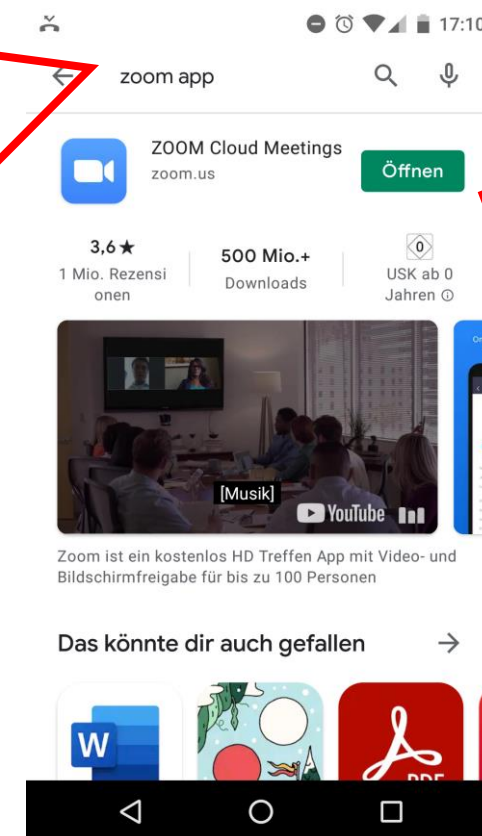 17:10
zoom app
ZOOM Cloud Meetings
zoom.us
Öffnen
3,6★
1 Mio. Rezensi
onen
500 Mio.+
Downloads
0
USK ab 0
Jahren
[Musik]
YouTube
Zoom ist ein kostenlos HD Treffen App mit Video- und
Bildschirmfreigabe für bis zu 100 Personen
Das könnte dir auch gefallen
W
PDF